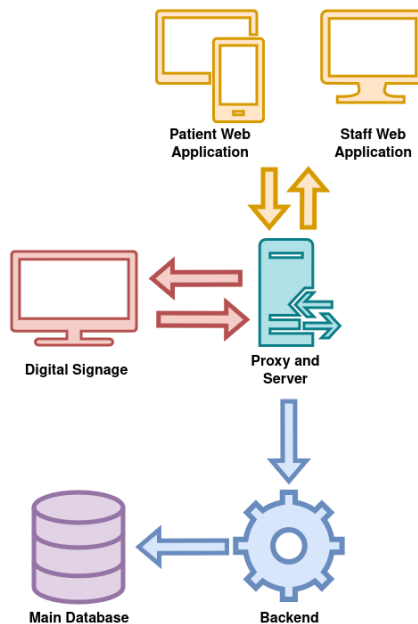 Patient Web
Application
Staff Web
Application
Digital Signage
Proxy and
Server
Main Database
Backend